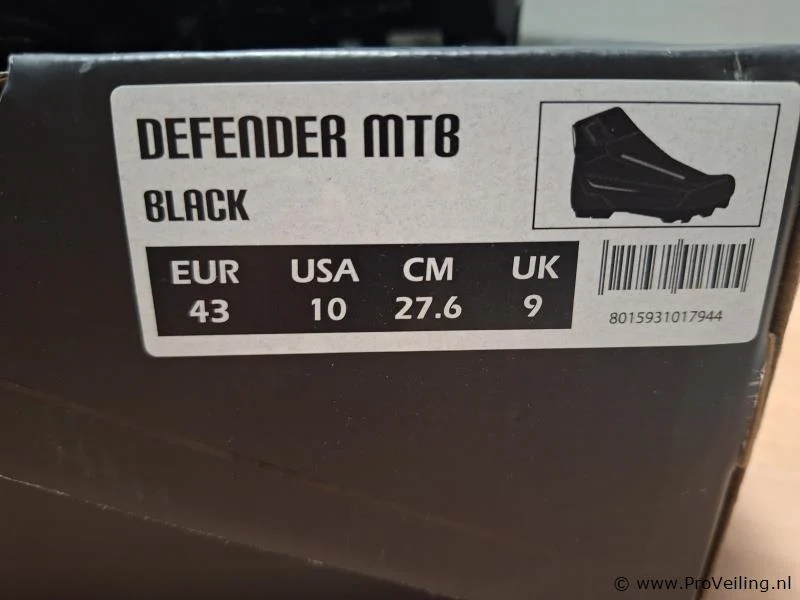 DEFENDER MTB
BLACK
EUR USA CM UK
43 10 27.6 9
8015931017944
© www.ProVeiling.nl